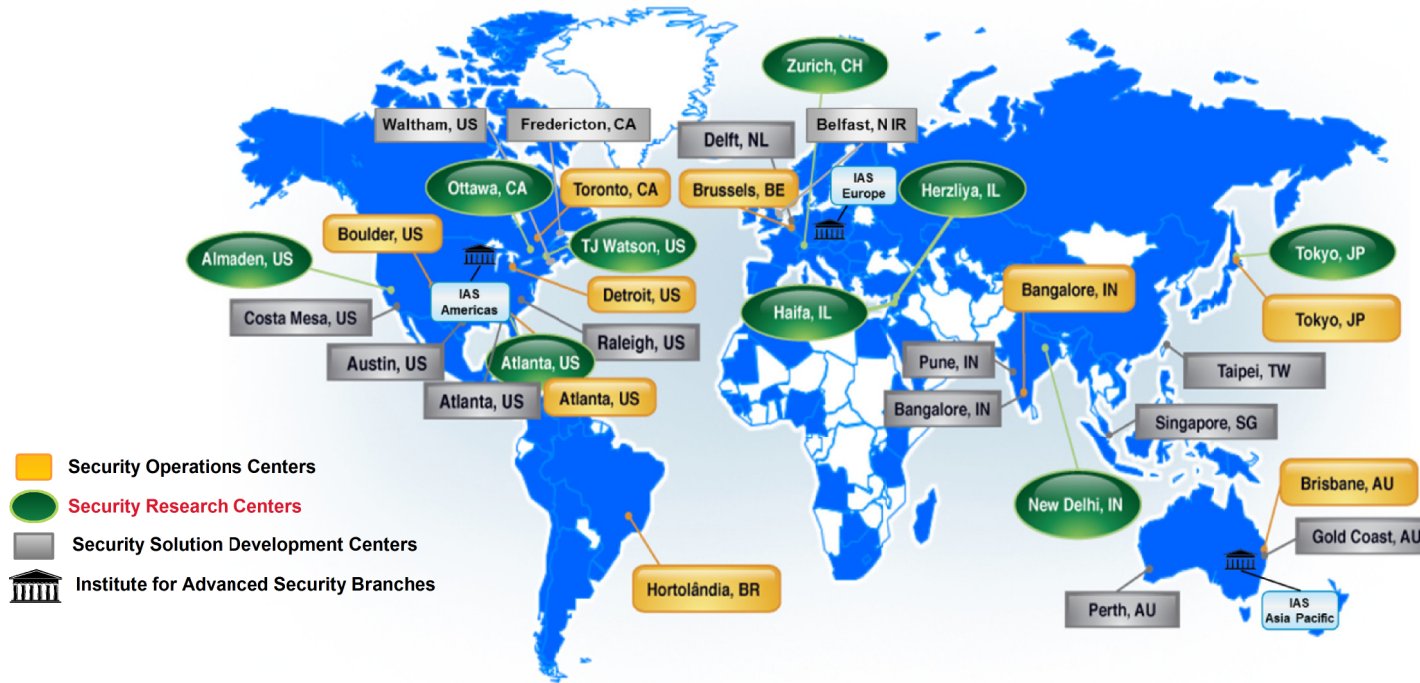 Zurich, CH
Waltham, US
Fredericton, CA
Delft, NL
Belfast, N IR
Ottawa, CA
Toronto, CA
Brussels, BE
IAS
Europe
Herzliya, IL
Boulder, US
TJ Watson, US
Almaden, US
Tokyo, JP
IAS
Americas
Detroit, US
Bangalore, IN
Costa Mesa, US
Haifa, IL
Tokyo, JP
Raleigh, US
Austin, US
Atlanta, US
Pune, IN
Taipei, TW
Atlanta, US
Atlanta, US
Bangalore, IN
Singapore, SG
Security Operations Centers
Security Research Centers
Security Solution Development Centers
Institute for Advanced Security Branches
New Delhi, IN
Brisbane, AU
Gold Coast, AU
Hortolândia, BR
Perth, AU
IAS
Asia Pacific